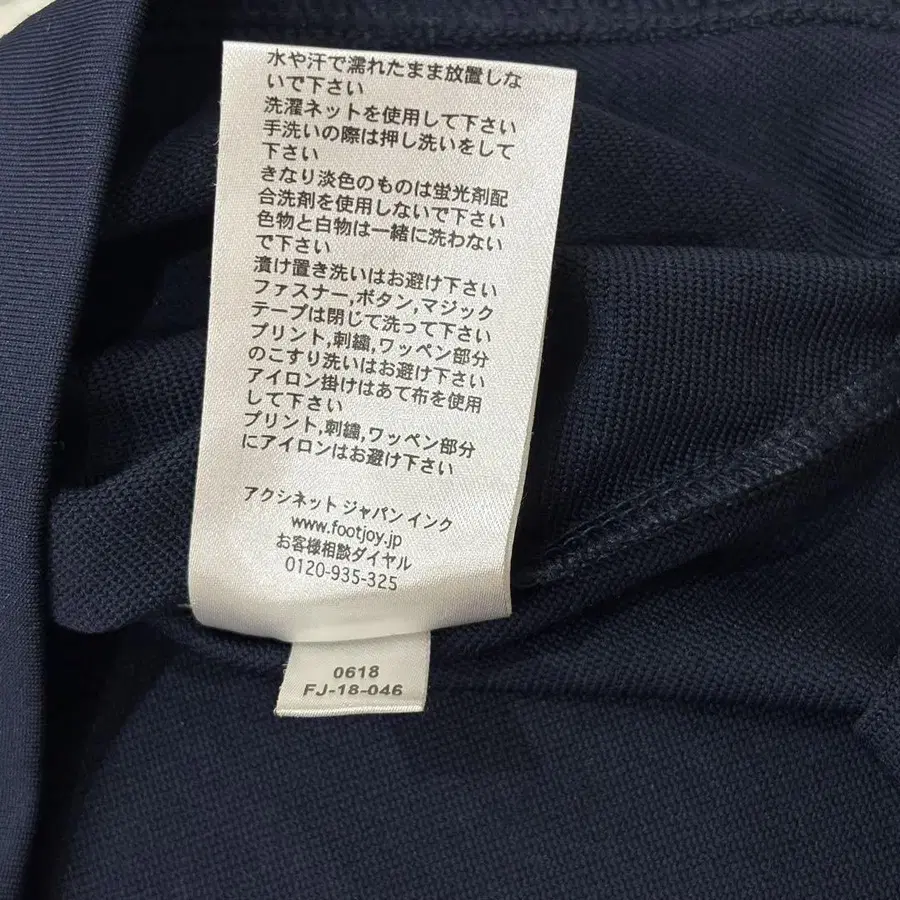 水や汗で濡れたまま放置しな
いで下さい
洗濯ネットを使用して下さい
手洗いの際は押し洗いをして
下さい
きなり淡色のものは蛍光剤配
合洗剤を使用しないで下さい
色物と白物は一緒に洗わない
で下さい
漬け置き洗いはお避け下さい
ファスナー,ボタン,マジック
テープは閉じて洗って下さい
プリント,刺繍,ワッペン部分
のこすり洗いはお避け下さい
アイロン掛けはあて布を使用
して下さい
プリント,刺繍,ワッペン部分
にアイロンはお避け下さい
アクシネット ジャパン インク
www.footjoy.jp
お客様相談ダイヤル
0120-935-325
0618
FJ-18-046